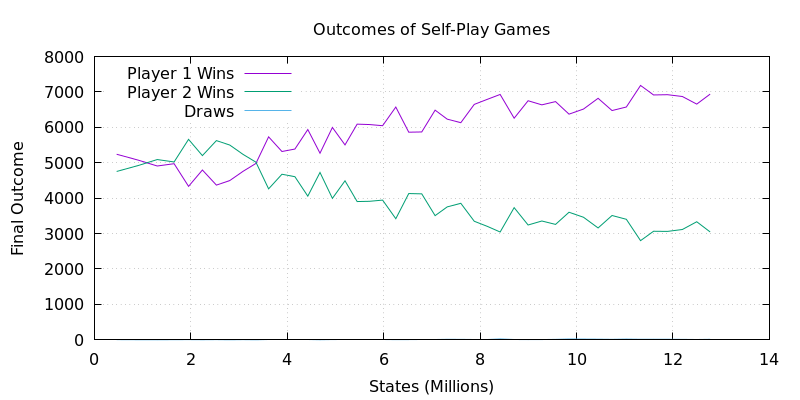 Outcomes of Self-Play Games
Player 1 Wins
Player 2 Wins
Draws
Final Outcome
8000
7000
6000
5000
4000
3000
2000
1000
0
0 2 4 6 8 10 12 14
States (Millions)